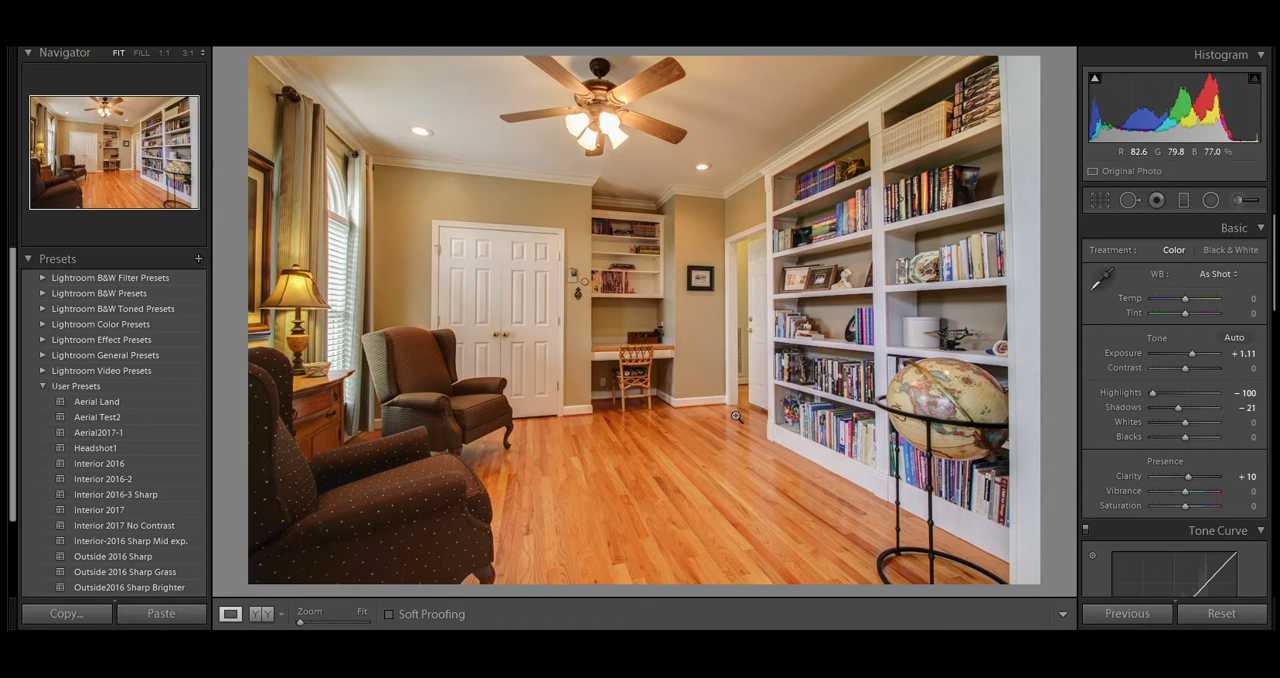 Navigator FIT FILL 1:1 3:1
Presets +
Lightroom B&W Filter Presets
Lightroom B&W Presets
Lightroom B&W Toned Presets
Lightroom Color Presets
Lightroom Effect Presets
Lightroom General Presets
Lightroom Video Presets
User Presets
Aerial Land
Aerial Test2
Aerial2017-1
Headshot1
Interior 2016
Interior 2016-2
Interior 2016-3 Sharp
Interior 2017
Interior 2017 No Contrast
Interior-2016 Sharp Mid exp.
Outside 2016 Sharp
Outside 2016 Sharp Grass
Outside2016 Sharp Brighter
Copy... Paste
Zoom Fit
Soft Proofing
Histogram
R 82.6 G 79.8 B 77.0 %
Original Photo
Basic
Treatment : Color Black & White
WB : As Shot
Temp 0
Tint 0
Tone Auto
Exposure + 1.11
Contrast 0
Highlights − 100
Shadows − 21
Whites 0
Blacks 0
Presence
Clarity + 10
Vibrance 0
Saturation 0
Tone Curve
Previous Reset